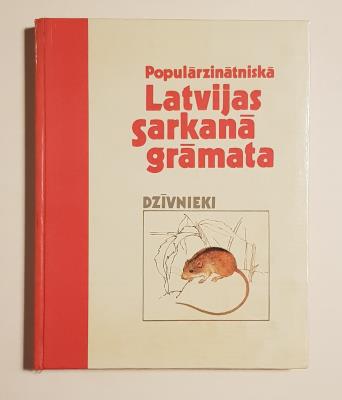 Populārzinātniskā
Latvijas
sarkanā
grāmata
DZĪVNIEKI